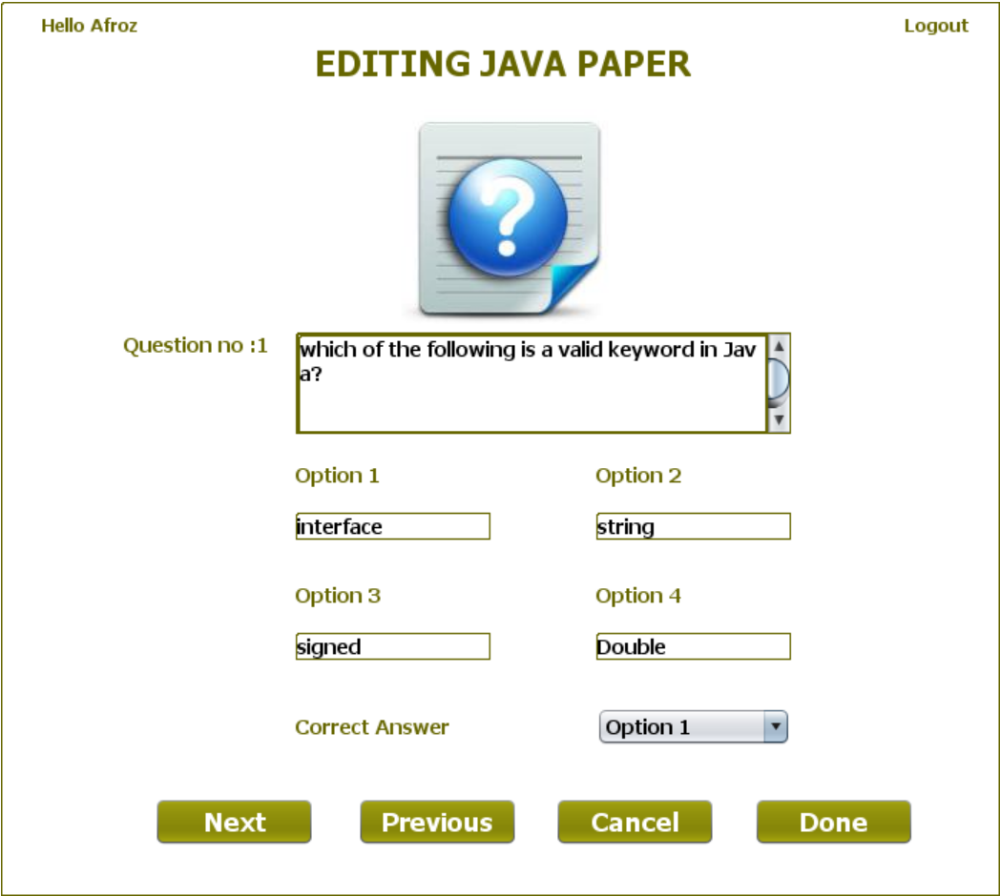 Hello Afroz Logout
EDITING JAVA PAPER
?
Question no :1
which of the following is a valid keyword in Jav
a?
Option 1 Option 2
interface string
Option 3 Option 4
signed Double
Correct Answer Option 1
Next Previous Cancel Done